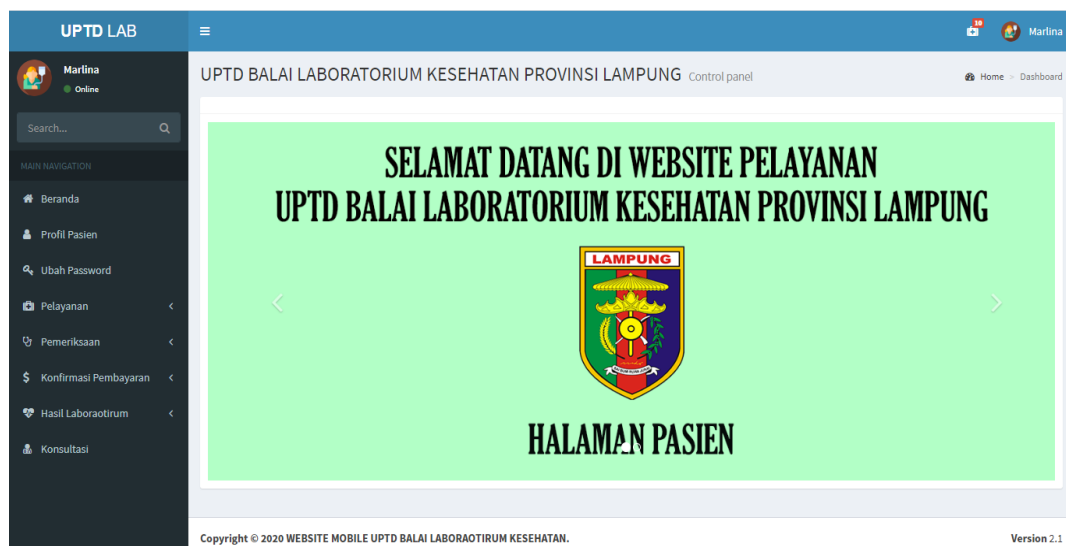 UPTD LAB
10
Marlina
Marlina
Online
UPTD BALAI LABORATORIUM KESEHATAN PROVINSI LAMPUNG Control panel
Home > Dashboard
Search...
MAIN NAVIGATION
Beranda
Profil Pasien
Ubah Password
Pelayanan
Pemeriksaan
Konfirmasi Pembayaran
Hasil Laboraotirum
Konsultasi
SELAMAT DATANG DI WEBSITE PELAYANAN
UPTD BALAI LABORATORIUM KESEHATAN PROVINSI LAMPUNG
LAMPUNG
HALAMAN PASIEN
Copyright © 2020 WEBSITE MOBILE UPTD BALAI LABORAOTIRUM KESEHATAN.
Version 2.1